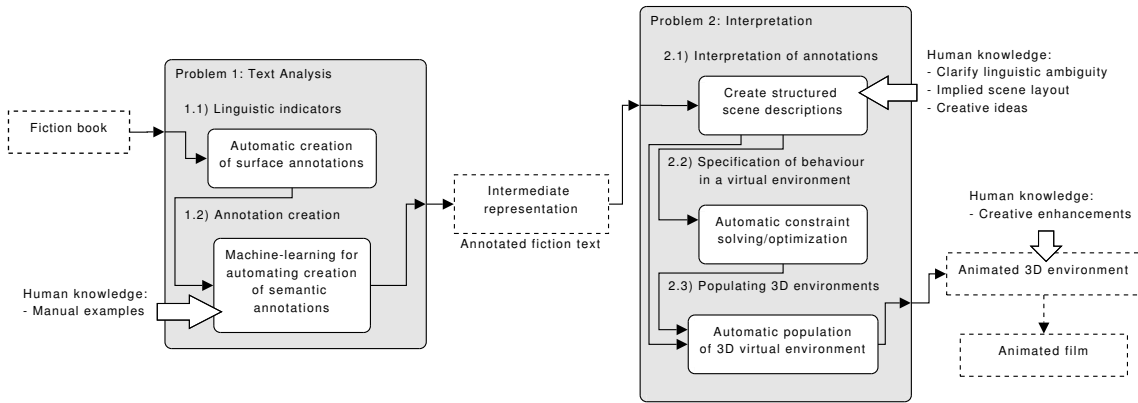 Fiction book
Problem 1: Text Analysis
1.1) Linguistic indicators
Automatic creation
of surface annotations
1.2) Annotation creation
Machine-learning for
automating creation
of semantic
annotations
Human knowledge:
- Manual examples
Intermediate
representation
Annotated fiction text
Problem 2: Interpretation
2.1) Interpretation of annotations
Create structured
scene descriptions
Human knowledge:
- Clarify linguistic ambiguity
- Implied scene layout
- Creative ideas
2.2) Specification of behaviour
in a virtual environment
Automatic constraint
solving/optimization
2.3) Populating 3D environments
Automatic population
of 3D virtual environment
Human knowledge:
- Creative enhancements
Animated 3D environment
Animated film